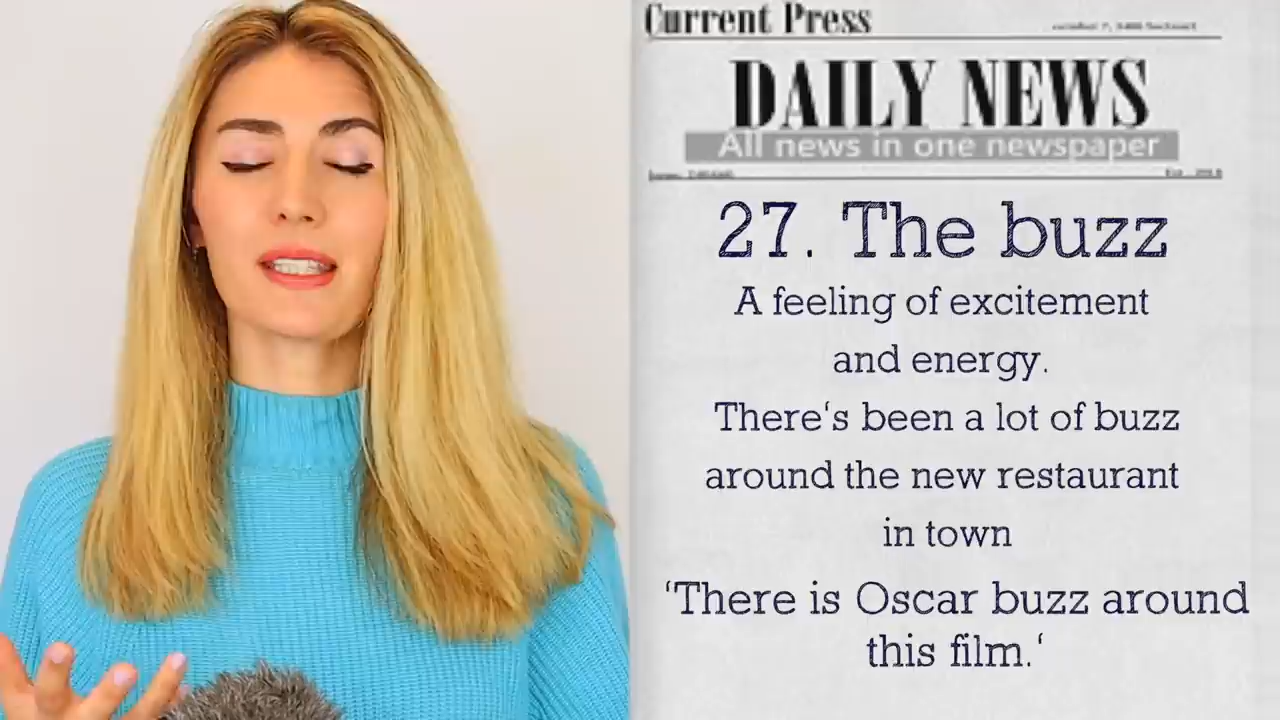 Current Press
DAILY NEWS
All news in one newspaper
27. The buzz
A feeling of excitement
and energy.
There's been a lot of buzz
around the new restaurant
in town
'There is Oscar buzz around
this film.'